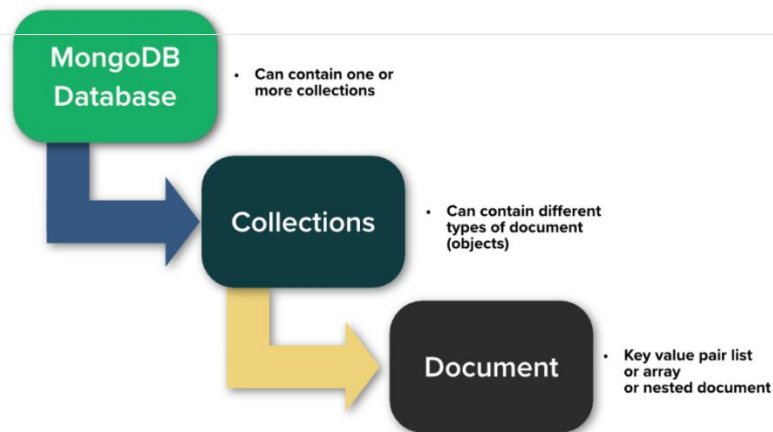 MongoDB
Database
• Can contain one or
more collections
Collections
• Can contain different
types of document
(objects)
Document
• Key value pair list
or array
or nested document